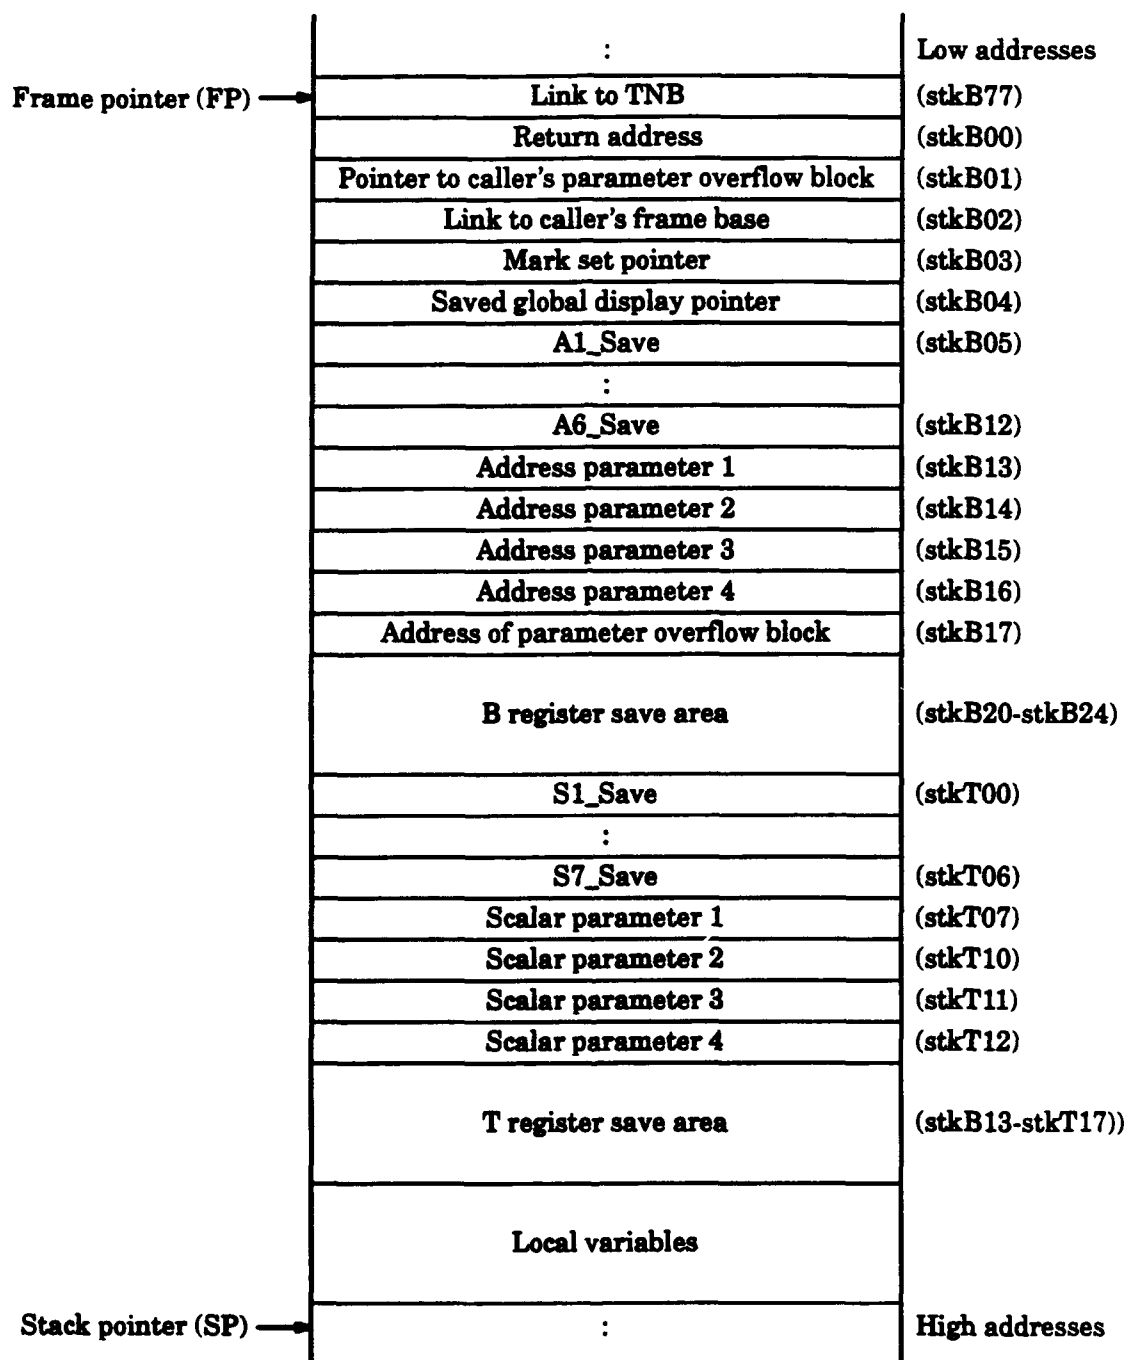 : Low addresses
Frame pointer (FP) Link to TNB (stkB77)
Return address (stkB00)
Pointer to caller's parameter overflow block (stkB01)
Link to caller's frame base (stkB02)
Mark set pointer (stkB03)
Saved global display pointer (stkB04)
A1_Save (stkB05)
:
A6_Save (stkB12)
Address parameter 1 (stkB13)
Address parameter 2 (stkB14)
Address parameter 3 (stkB15)
Address parameter 4 (stkB16)
Address of parameter overflow block (stkB17)
B register save area (stkB20-stkB24)
S1_Save (stkT00)
:
S7_Save (stkT06)
Scalar parameter 1 (stkT07)
Scalar parameter 2 (stkT10)
Scalar parameter 3 (stkT11)
Scalar parameter 4 (stkT12)
T register save area (stkB13-stkT17))
Local variables
Stack pointer (SP) : High addresses